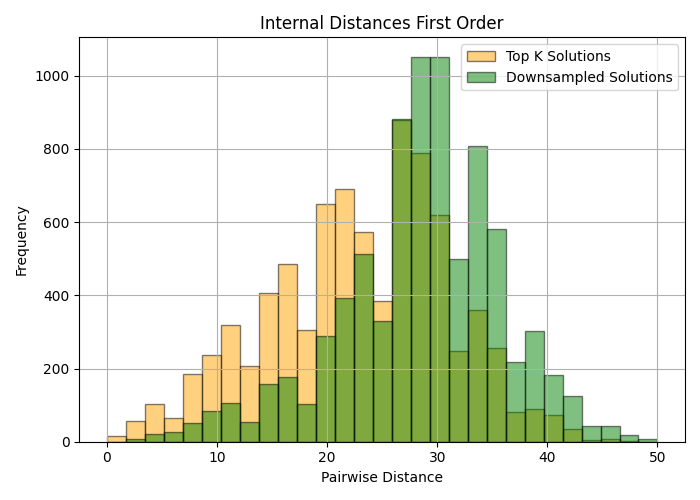 Internal Distances First Order
Top K Solutions
Downsampled Solutions
Frequency
1000
800
600
400
200
0
0 10 20 30 40 50
Pairwise Distance